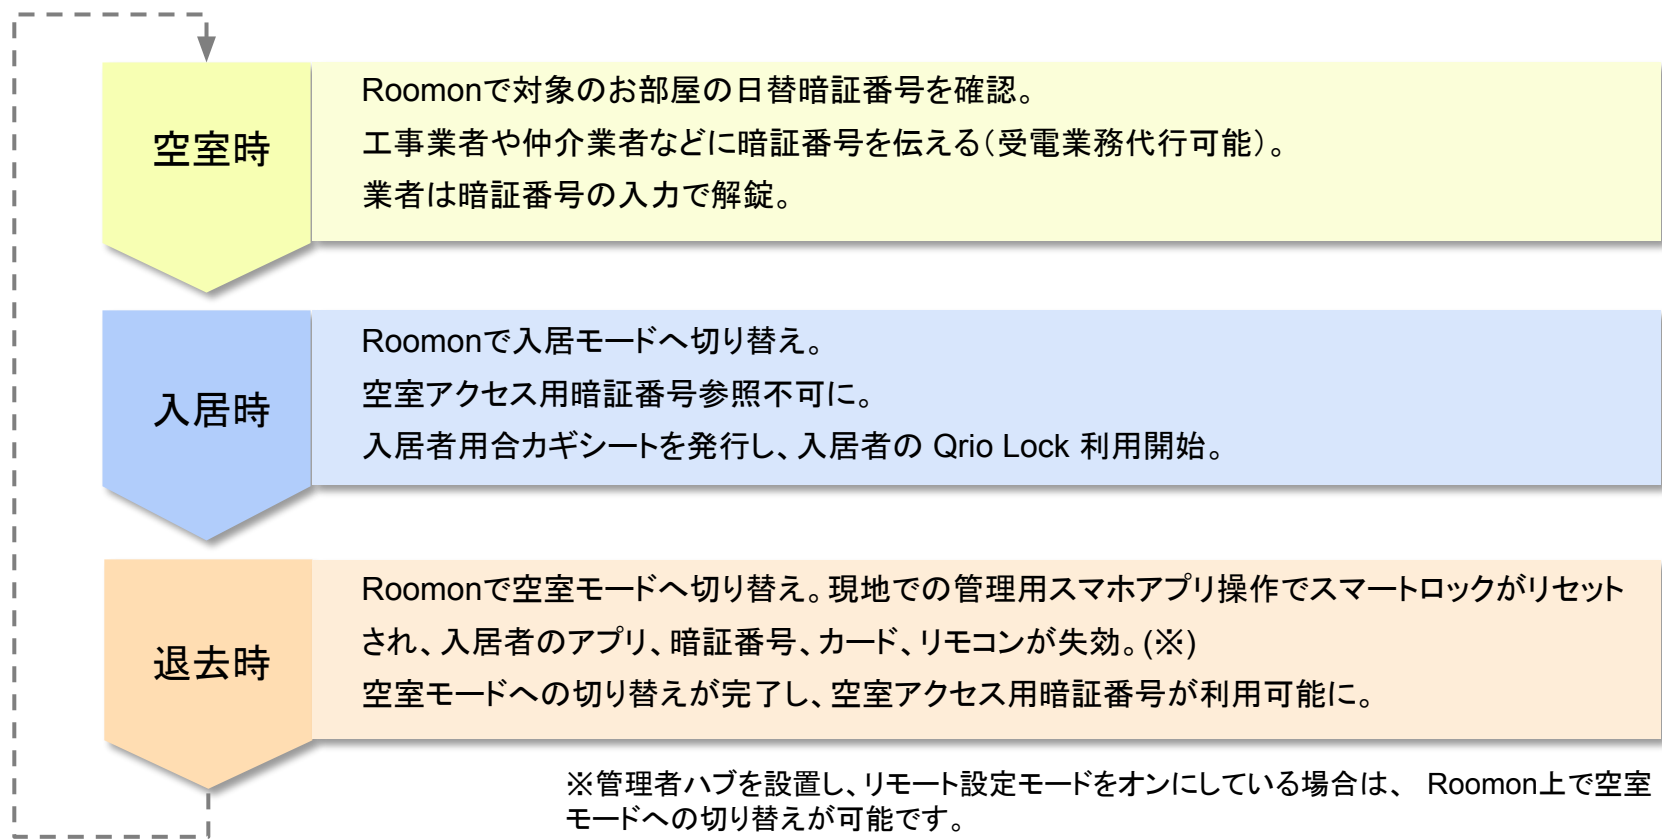 空室時
Roomonで対象のお部屋の日替暗証番号を確認。
工事業者や仲介業者などに暗証番号を伝える（受電業務代行可能）。
業者は暗証番号の入力で解錠。
入居時
Roomonで入居モードへ切り替え。
空室アクセス用暗証番号参照不可に。
入居者用合カギシートを発行し、入居者の Qrio Lock 利用開始。
退去時
Roomonで空室モードへ切り替え。現地での管理用スマホアプリ操作でスマートロックがリセット
され、入居者のアプリ、暗証番号、カード、リモコンが失効。(※)
空室モードへの切り替えが完了し、空室アクセス用暗証番号が利用可能に。
※管理者ハブを設置し、リモート設定モードをオンにしている場合は、 Roomon上で空室
モードへの切り替えが可能です。